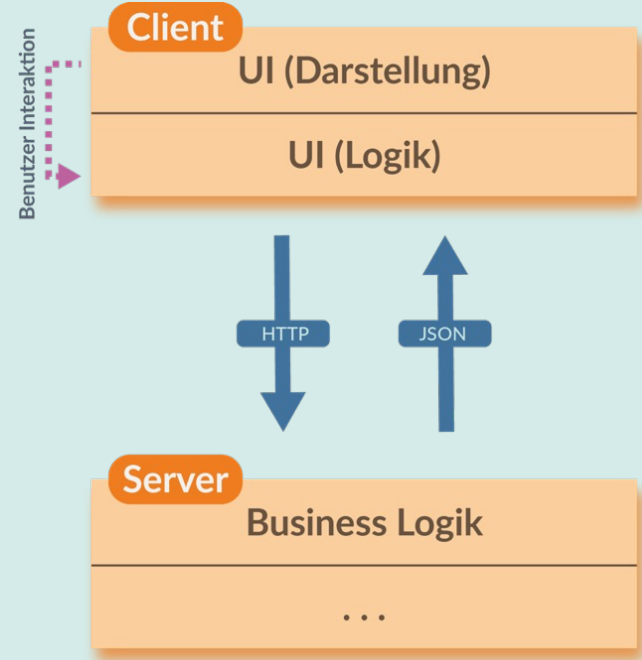 Client
Benutzer Interaktion
UI (Darstellung)
UI (Logik)
HTTP
JSON
Server
Business Logik
...